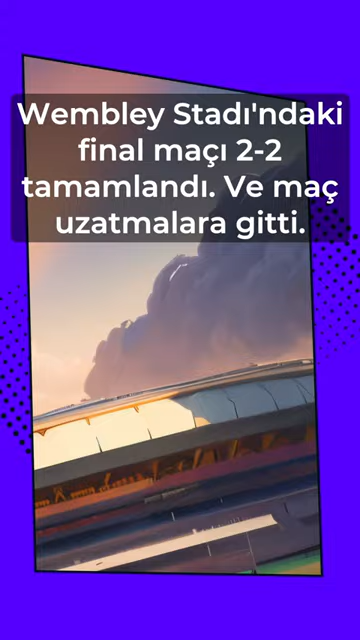 Wembley Stadı'ndaki
final maçı 2-2
tamamlandı. Ve maç
uzatmalara gitti.